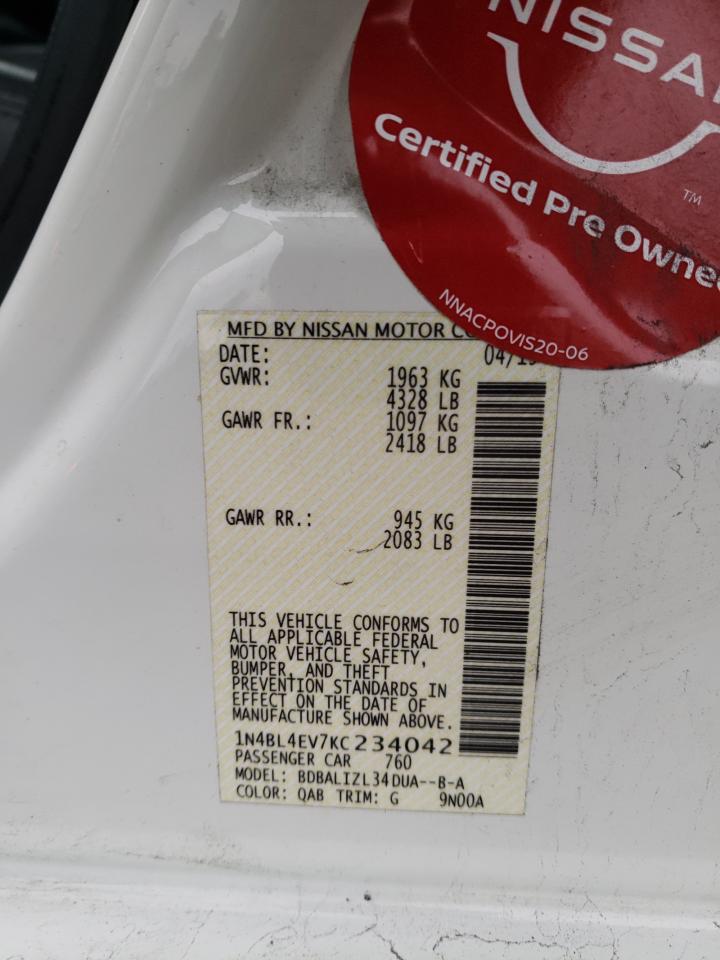 NISSAN
Certified Pre Owned
TM
NNACPOVIS20-06
MFD BY NISSAN MOTOR
DATE: 04/19
GVWR: 1963 KG
4328 LB
GAWR FR.: 1097 KG
2418 LB
GAWR RR.: 945 KG
2083 LB
THIS VEHICLE CONFORMS TO
ALL APPLICABLE FEDERAL
MOTOR VEHICLE SAFETY,
BUMPER, AND THEFT
PREVENTION STANDARDS IN
EFFECT ON THE DATE OF
MANUFACTURE SHOWN ABOVE.
1N4BL4EV7KC234042
PASSENGER CAR 760
MODEL: BDBALIZL34DUA--B-A
COLOR: QAB TRIM: G 9N00A